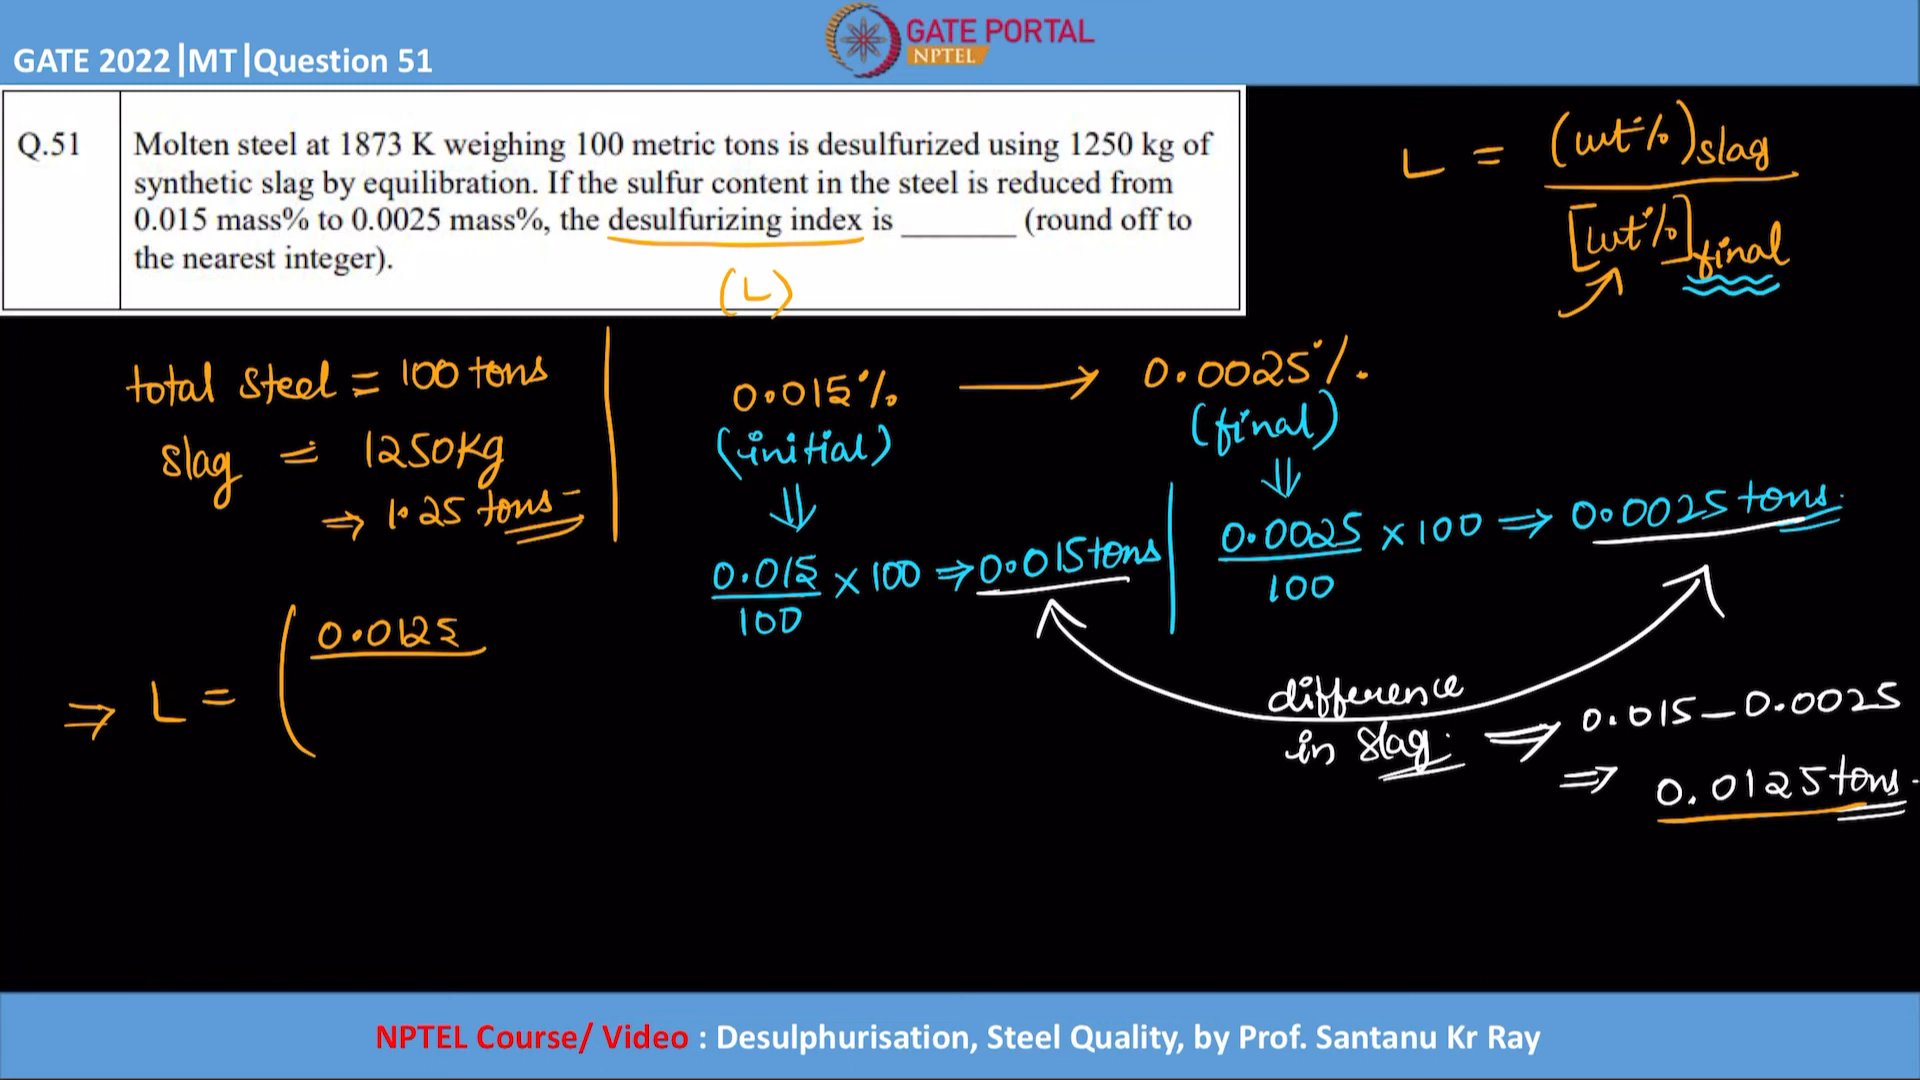 GATE 2022|MT|Question 51
GATE PORTAL
NPTEL
Q.51
Molten steel at 1873 K weighing 100 metric tons is desulfurized using 1250 kg of
synthetic slag by equilibration. If the sulfur content in the steel is reduced from
0.015 mass% to 0.0025 mass%, the desulfurizing index is ________ (round off to
the nearest integer).
(L)
L = (wt%)slag
[wt%]final
total steel = 100 tons
slag = 1250kg
⇒ 1.25 tons
0.015% → 0.0025%.
(initial)
(final)
⇓
⇓
0.015/100 × 100 ⇒ 0.015tons
0.0025/100 × 100 ⇒ 0.0025 tons.
difference
in slag. ⇒ 0.015-0.0025
⇒ 0.0125tons.
⇒ L = (0.0125
NPTEL Course/ Video : Desulphurisation, Steel Quality, by Prof. Santanu Kr Ray